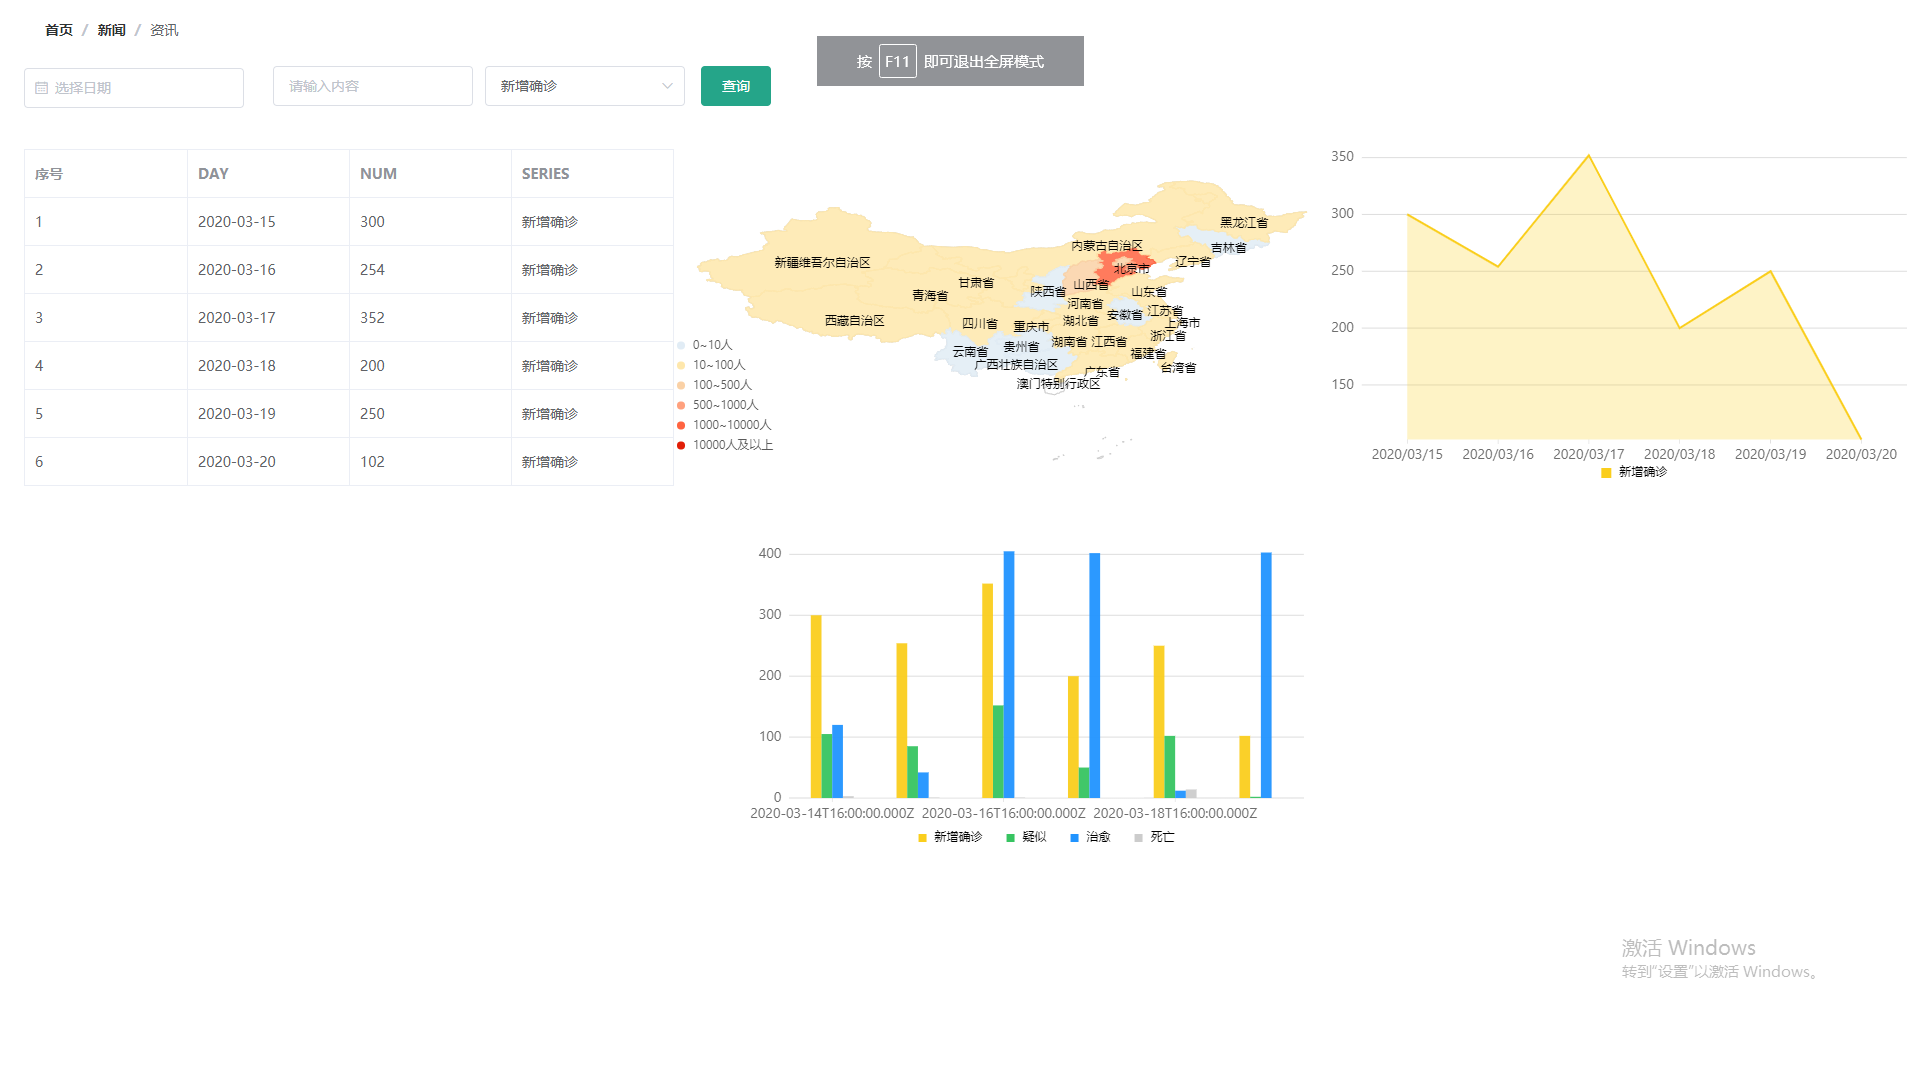 首页 / 新闻 / 资讯
按 F11 即可退出全屏模式
选择日期 请输入内容 新增确诊 查询
序号 DAY NUM SERIES
1 2020-03-15 300 新增确诊
2 2020-03-16 254 新增确诊
3 2020-03-17 352 新增确诊
4 2020-03-18 200 新增确诊
5 2020-03-19 250 新增确诊
6 2020-03-20 102 新增确诊
黑龙江省
内蒙古自治区
吉林省
新疆维吾尔自治区
北京市
辽宁省
甘肃省
青海省
陕西省
山西省
山东省
河南省
西藏自治区
四川省
重庆市
湖北省
安徽省
江苏省
上海市
浙江省
云南省
贵州省
湖南省
江西省
福建省
广西壮族自治区
广东省
台湾省
澳门特别行政区
0~10人
10~100人
100~500人
500~1000人
1000~10000人
10000人及以上
350
300
250
200
150
2020/03/15 2020/03/16 2020/03/17 2020/03/18 2020/03/19 2020/03/20
新增确诊
400
300
200
100
0
2020-03-14T16:00:00.000Z 2020-03-16T16:00:00.000Z 2020-03-18T16:00:00.000Z
新增确诊 疑似 治愈 死亡
激活 Windows
转到“设置”以激活 Windows。